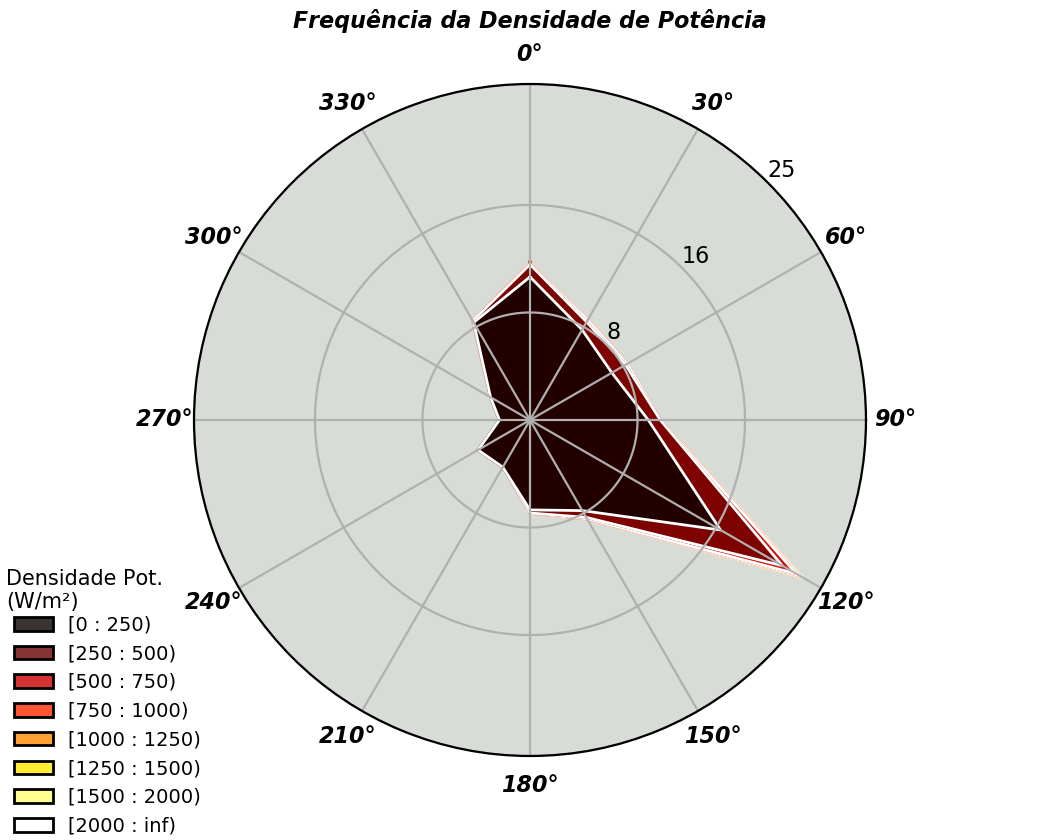 Frequência da Densidade de Potência
0°
330°
30°
25
300°
60°
16
8
270°
90°
240°
120°
210°
150°
180°
Densidade Pot.
(W/m²)
[0 : 250)
[250 : 500)
[500 : 750)
[750 : 1000)
[1000 : 1250)
[1250 : 1500)
[1500 : 2000)
[2000 : inf)